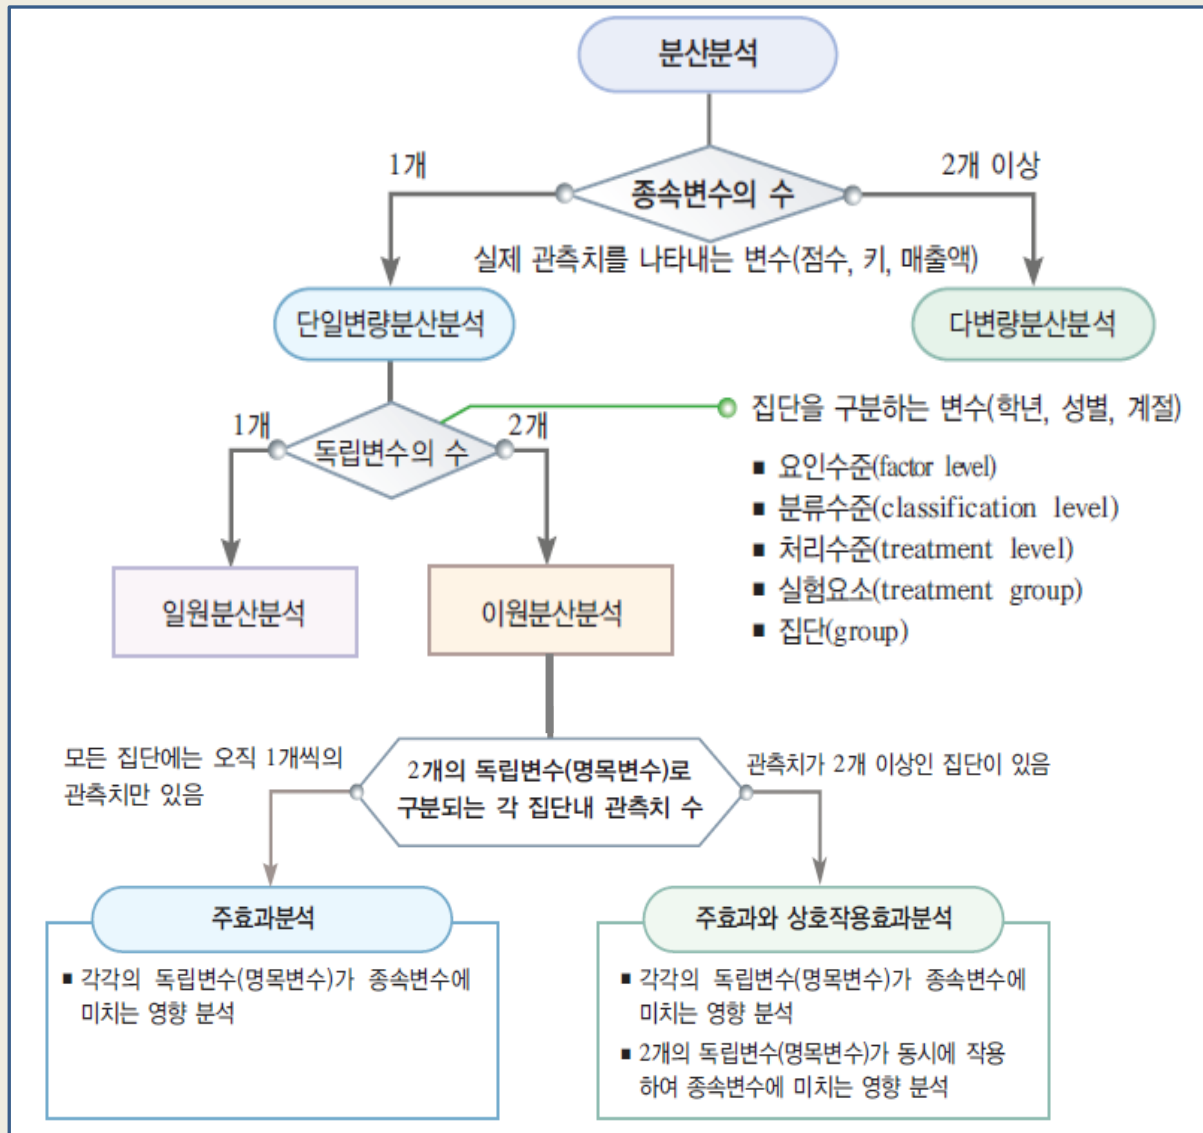 분산분석
1개
2개 이상
종속변수의 수
실제 관측치를 나타내는 변수(점수, 키, 매출액)
단일변량분산분석
다변량분산분석
1개
2개
독립변수의 수
집단을 구분하는 변수(학년, 성별, 계절)
■ 요인수준(factor level)
■ 분류수준(classification level)
■ 처리수준(treatment level)
■ 실험요소(treatment group)
■ 집단(group)
일원분산분석
이원분산분석
모든 집단에는 오직 1개씩의
관측치만 있음
2개의 독립변수(명목변수)로
구분되는 각 집단내 관측치 수
관측치가 2개 이상인 집단이 있음
주효과분석
■ 각각의 독립변수(명목변수)가 종속변수에
미치는 영향 분석
주효과와 상호작용효과분석
■ 각각의 독립변수(명목변수)가 종속변수에
미치는 영향 분석
■ 2개의 독립변수(명목변수)가 동시에 작용
하여 종속변수에 미치는 영향 분석